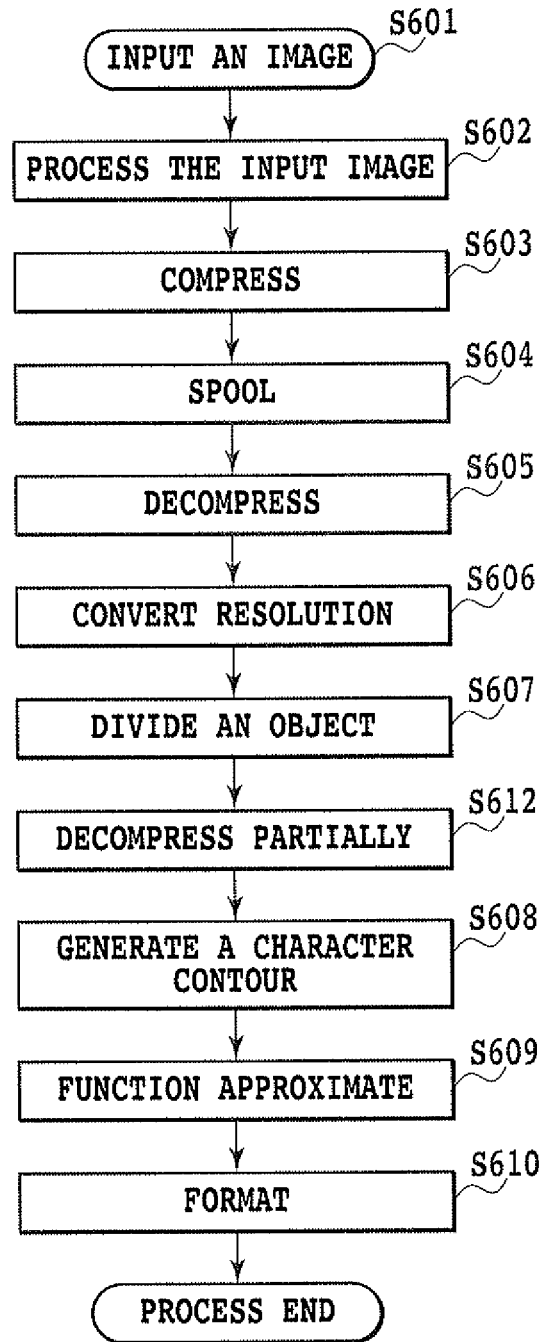 S601
INPUT AN IMAGE
S602
PROCESS THE INPUT IMAGE
S603
COMPRESS
S604
SPOOL
S605
DECOMPRESS
S606
CONVERT RESOLUTION
S607
DIVIDE AN OBJECT
S612
DECOMPRESS PARTIALLY
S608
GENERATE A CHARACTER
CONTOUR
S609
FUNCTION APPROXIMATE
S610
FORMAT
PROCESS END